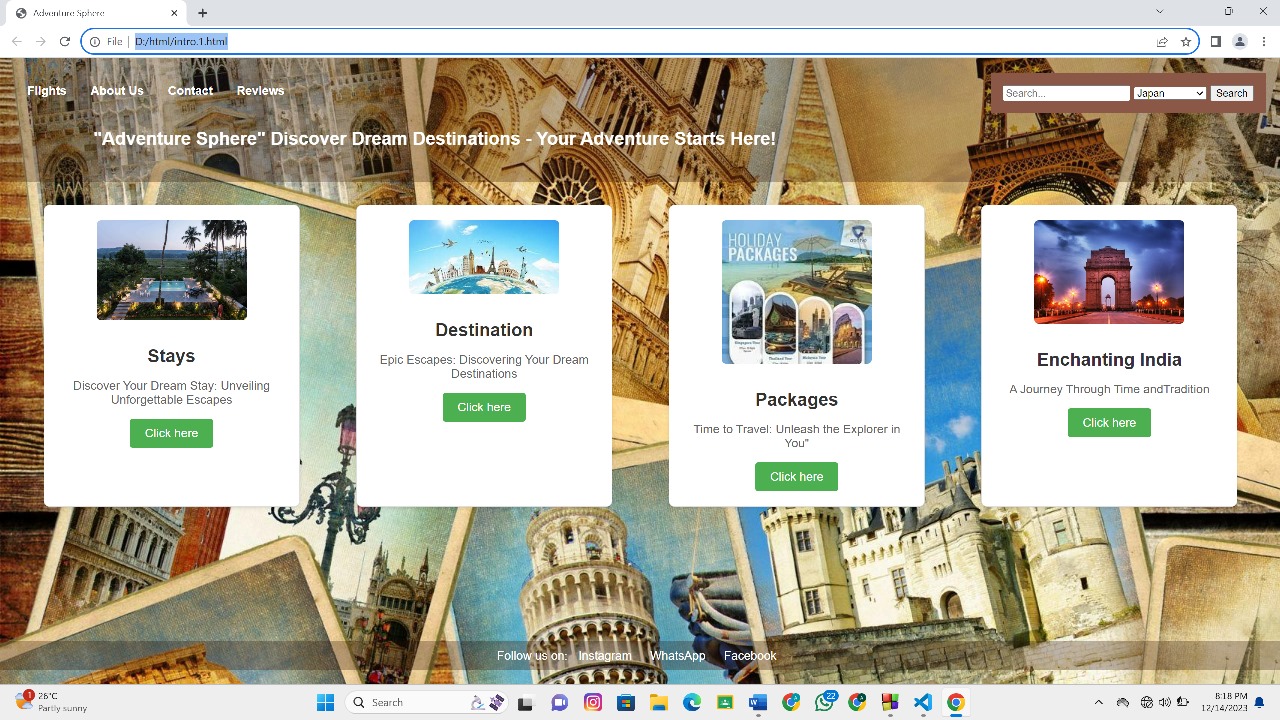 Adventure Sphere
File
D:/html/intro.1.html
Flights About Us Contact Reviews
Search... Japan Search
"Adventure Sphere" Discover Dream Destinations - Your Adventure Starts Here!
Stays
Discover Your Dream Stay: Unveiling
Unforgettable Escapes
Click here
Destination
Epic Escapes: Discovering Your Dream
Destinations
Click here
HOLIDAY
PACKAGES
Packages
Time to Travel: Unleash the Explorer in
You"
Click here
Enchanting India
A Journey Through Time andTradition
Click here
Follow us on: Instagram WhatsApp Facebook
1
26°C
Partly sunny
Search
22
8:18 PM